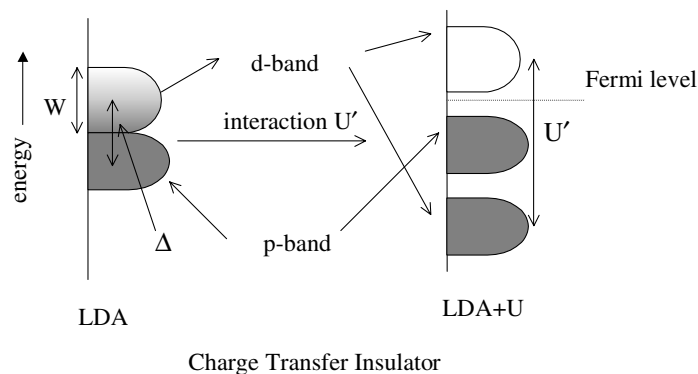 d-band
Fermi level
W
interaction U′
U′
energy
Δ
p-band
LDA
LDA+U
Charge Transfer Insulator